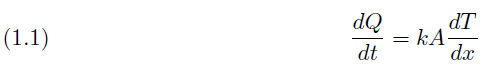 (1.1) dQ/dt = kA dT/dx